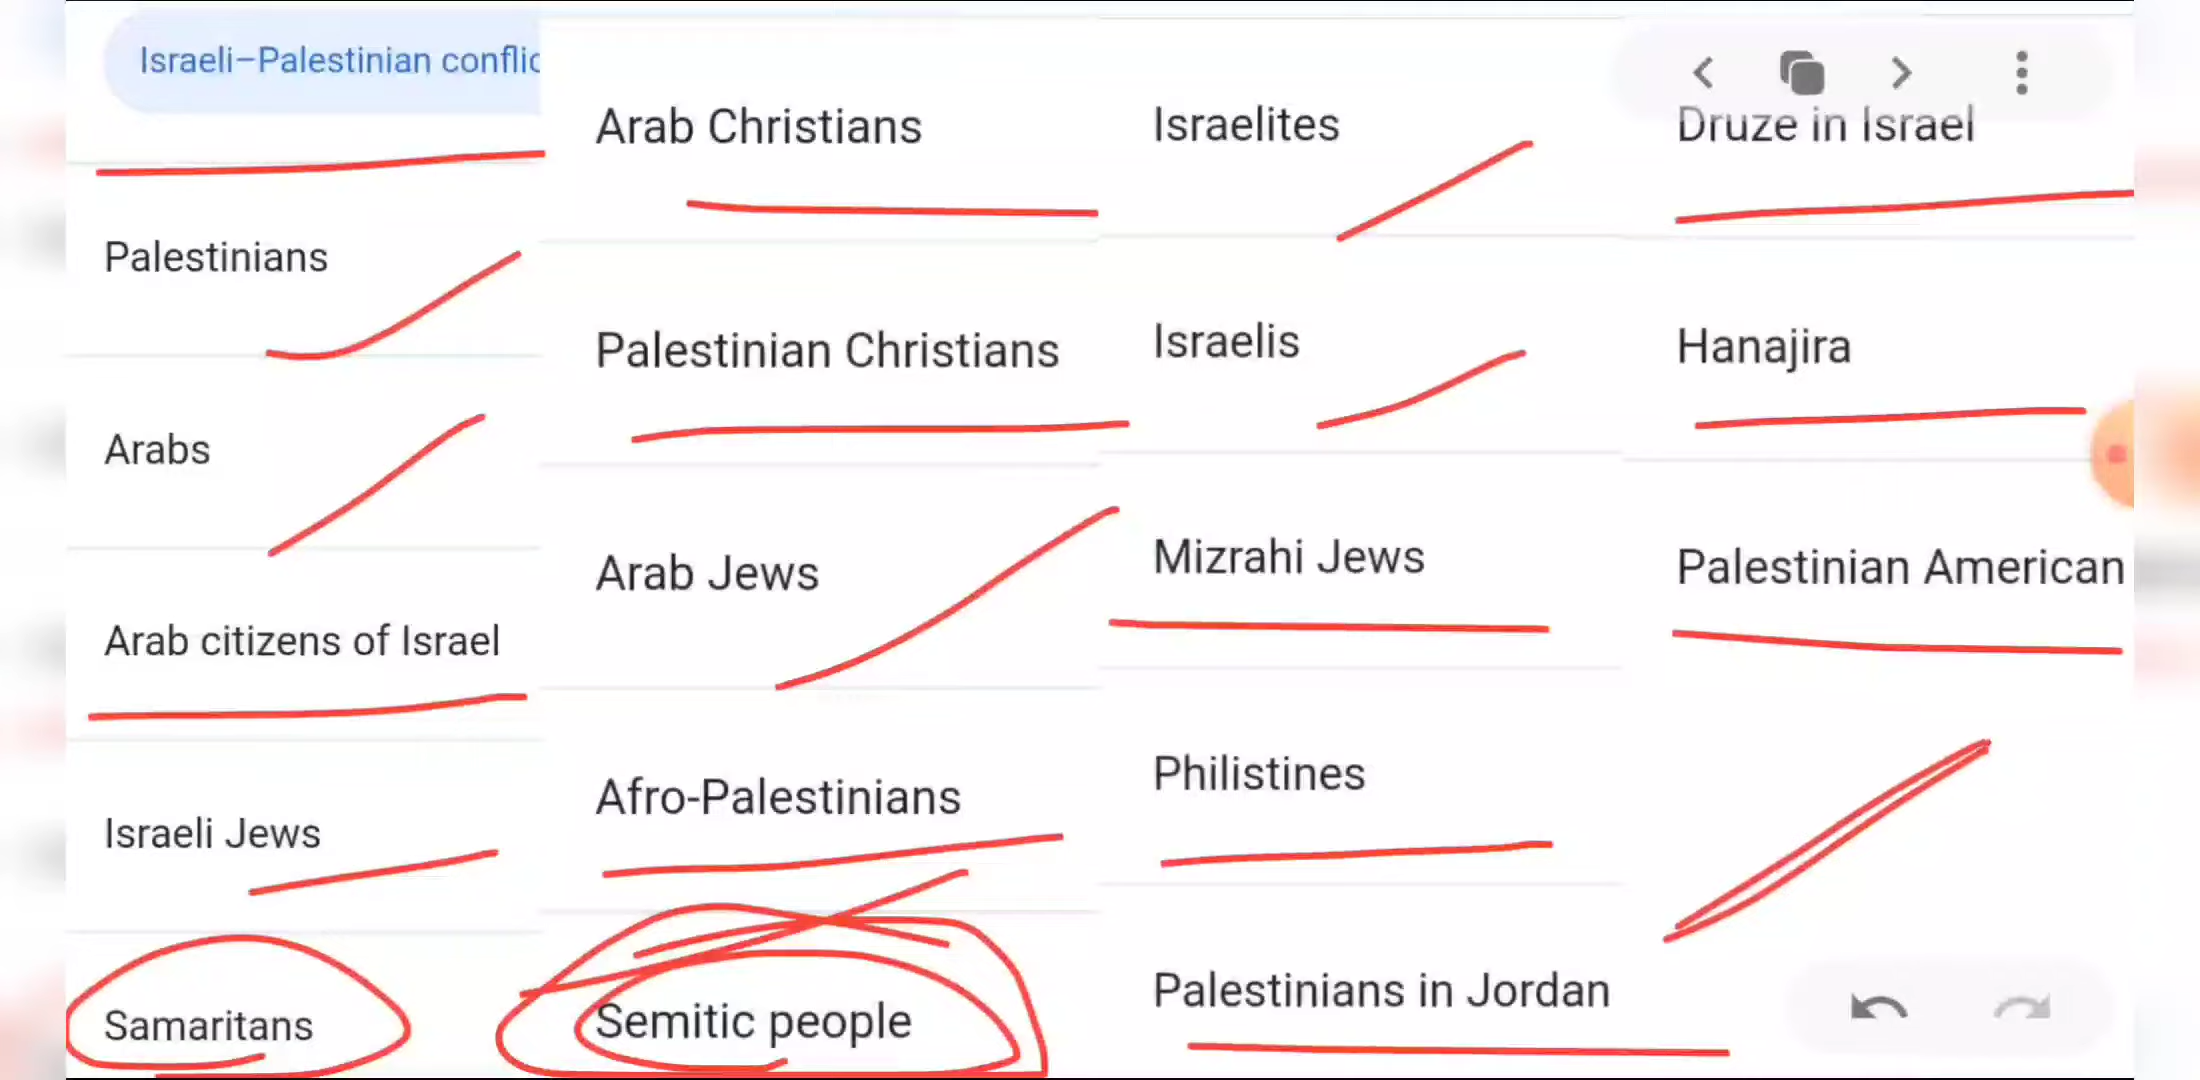 Israeli–Palestinian conflic
Palestinians
Arabs
Arab citizens of Israel
Israeli Jews
Samaritans
Arab Christians
Palestinian Christians
Arab Jews
Afro-Palestinians
Semitic people
Israelites
Israelis
Mizrahi Jews
Philistines
Palestinians in Jordan
Druze in Israel
Hanajira
Palestinian American